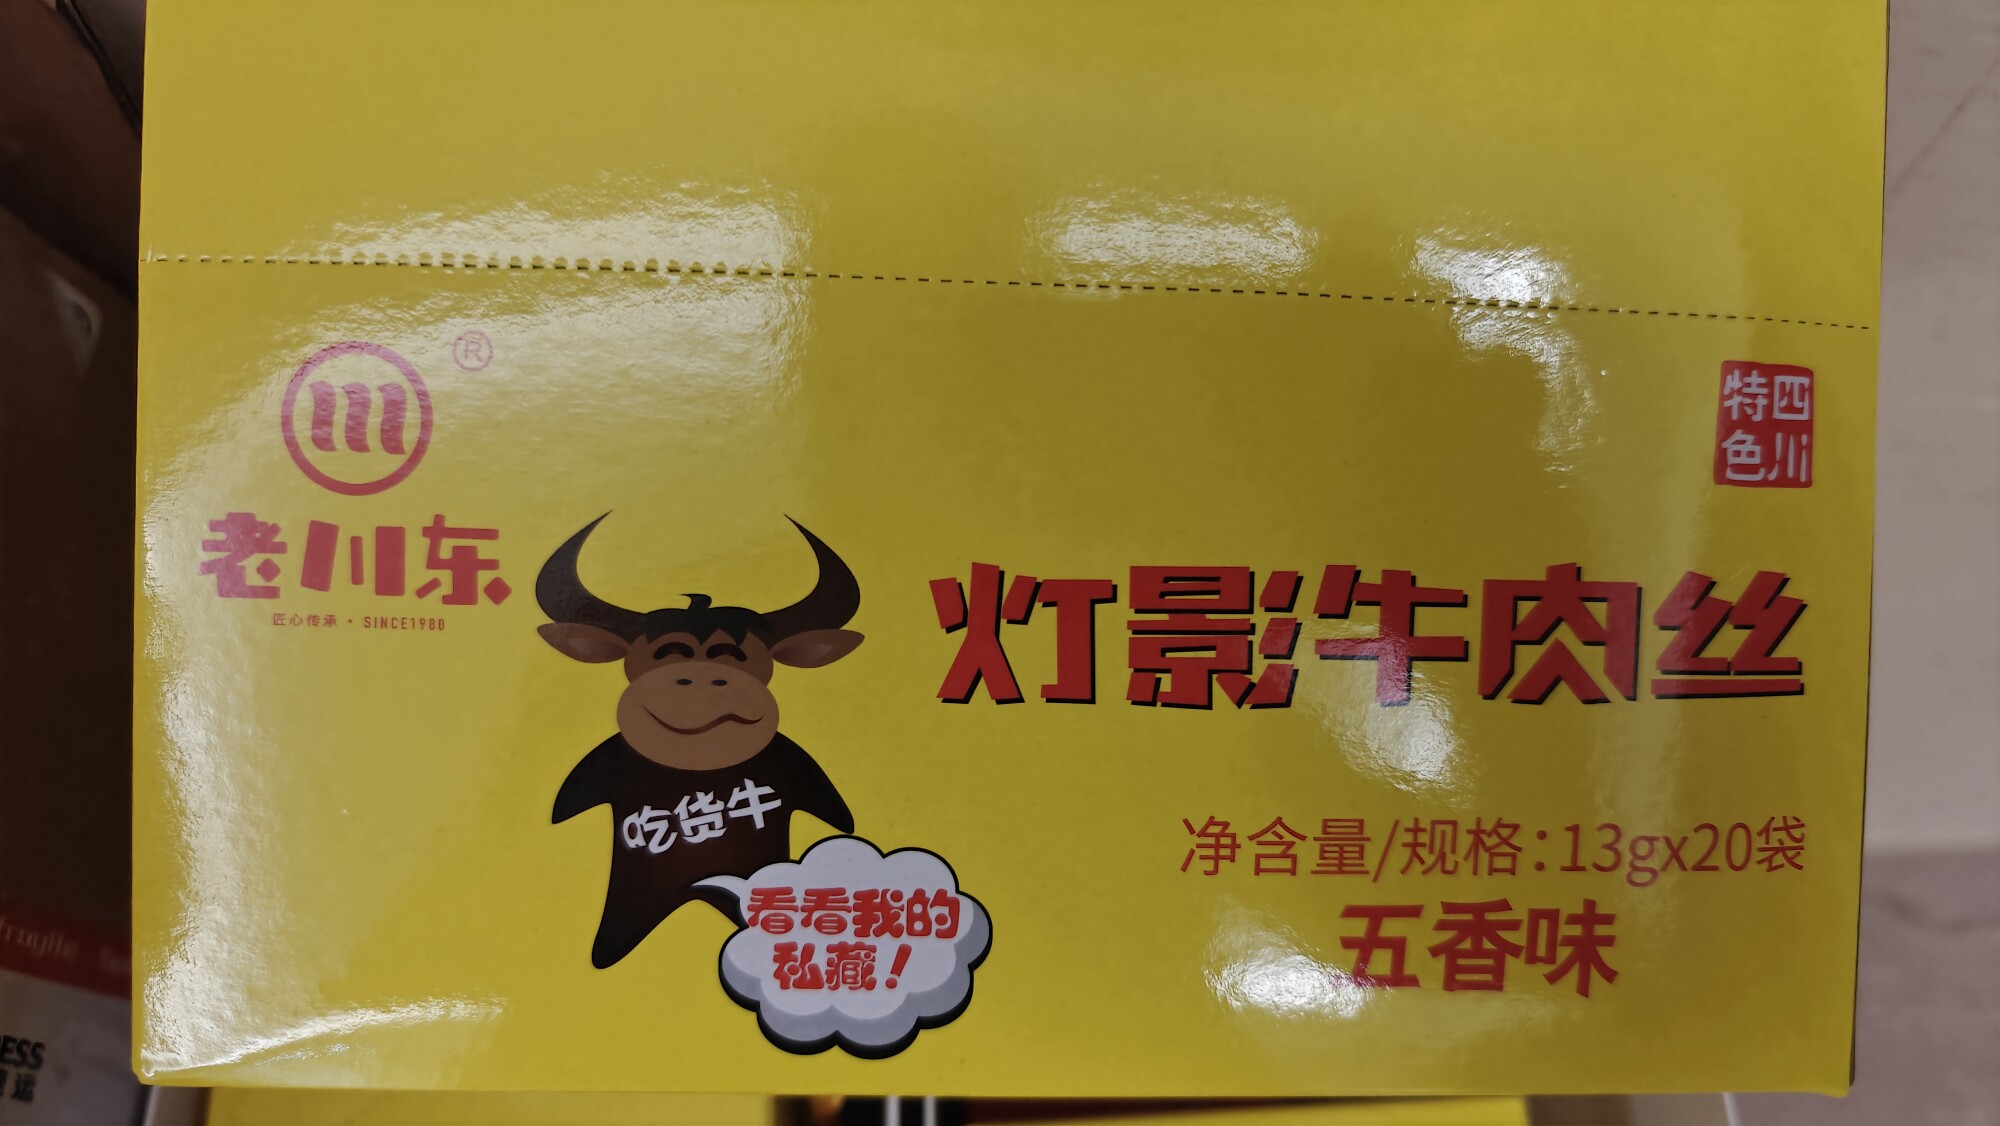 ®
老川东
匠心传承·SINCE1980
四川
特色
灯影牛肉丝
吃货牛
净含量/规格:13gx20袋
五香味
看看我的
私藏!
ESS
运